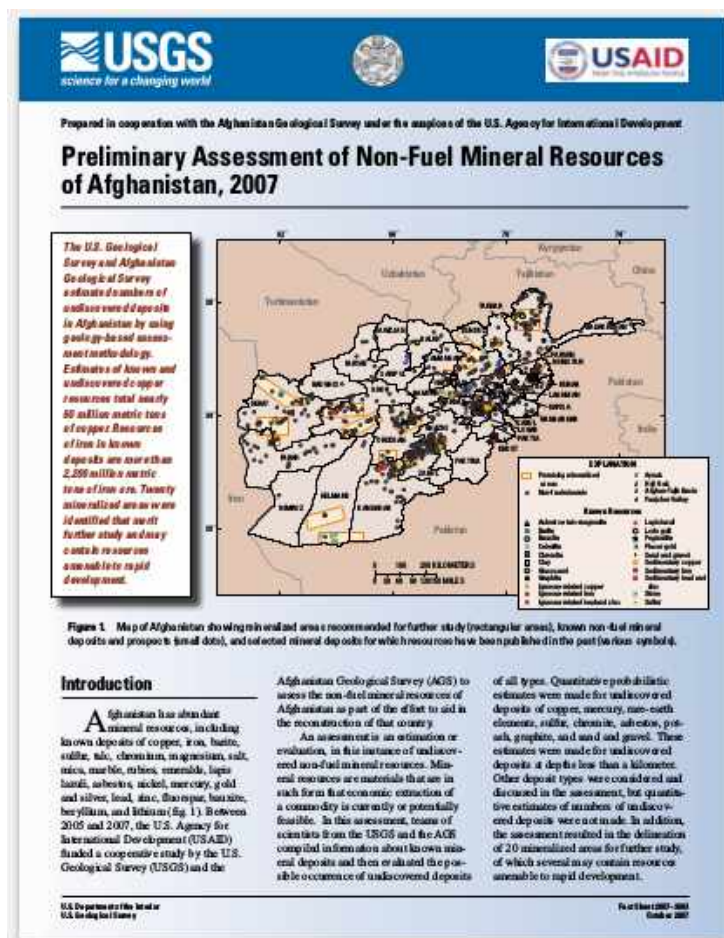 USGS
science for a changing world
USAID
Prepared in cooperation with the Afghanistan Geological Survey under the auspices of the U.S. Agency for International Development
Preliminary Assessment of Non-Fuel Mineral Resources
of Afghanistan, 2007
The U.S. Geological
Survey and Afghanistan
Geological Survey
estimated numbers of
undiscovered deposits
in Afghanistan by using
geology-based assess-
ment methodology.
Estimates of known and
undiscovered copper
resources total nearly
60 million metric tons
of copper. Resources
of iron in known
deposits are more than
2,200 million metric
tons of iron ore. Twenty
mineralized areas were
identified that merit
further study and may
contain resources
amenable to rapid
development.
Kyrgyzstan
China
Uzbekistan
Tajikistan
Turkmenistan
Pakistan
India
Iran
HELMAND
Pakistan
EXPLANATION
Known Resources
Figure 1. Map of Afghanistan showing mineralized areas recommended for further study (rectangular areas), known non-fuel mineral
deposits and prospects (small dots), and selected mineral deposits for which resources have been published in the past (various symbols).
Introduction
Afghanistan has abundant
mineral resources, including
known deposits of copper, iron, barite,
sulfur, talc, chromium, magnesium, salt,
mica, marble, rubies, emeralds, lapis
lazuli, asbestos, nickel, mercury, gold
and silver, lead, zinc, fluorspar, bauxite,
beryllium, and lithium (fig. 1). Between
2005 and 2007, the U.S. Agency for
International Development (USAID)
funded a cooperative study by the U.S.
Geological Survey (USGS) and the
Afghanistan Geological Survey (AGS) to
assess the non-fuel mineral resources of
Afghanistan as part of the effort to aid in
the reconstruction of that country.
An assessment is an estimation or
evaluation, in this instance of undiscov-
ered non-fuel mineral resources. Min-
eral resources are materials that are in
such form that economic extraction of
a commodity is currently or potentially
feasible. In this assessment, teams of
scientists from the USGS and the AGS
compiled information about known min-
eral deposits and then evaluated the pos-
sible occurrence of undiscovered deposits
of all types. Quantitative probabilistic
estimates were made for undiscovered
deposits of copper, mercury, rare-earth
elements, sulfur, chromite, asbestos, pot-
ash, graphite, and sand and gravel. These
estimates were made for undiscovered
deposits at depths less than a kilometer.
Other deposit types were considered and
discussed in the assessment, but quantita-
tive estimates of numbers of undiscov-
ered deposits were not made. In addition,
the assessment resulted in the delineation
of 20 mineralized areas for further study,
of which several may contain resources
amenable to rapid development.
U.S. Department of the Interior
U.S. Geological Survey
October 2007